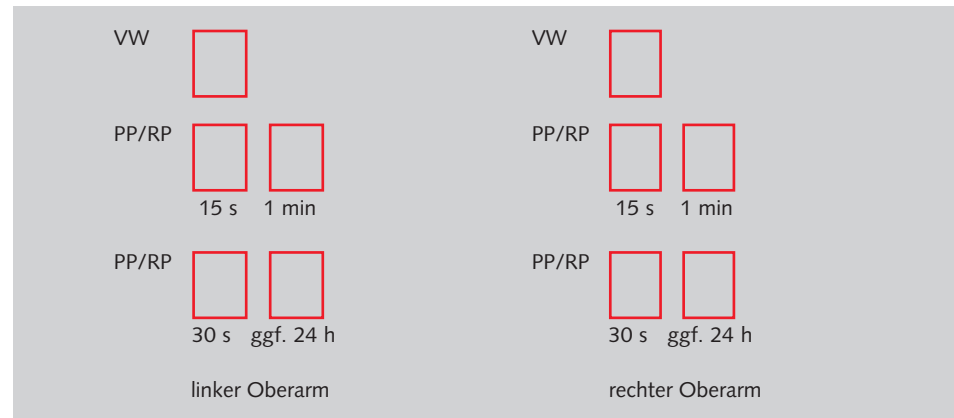 VW VW
PP/RP PP/RP
15 s 1 min 15 s 1 min
PP/RP PP/RP
30 s ggf. 24 h 30 s ggf. 24 h
linker Oberarm rechter Oberarm